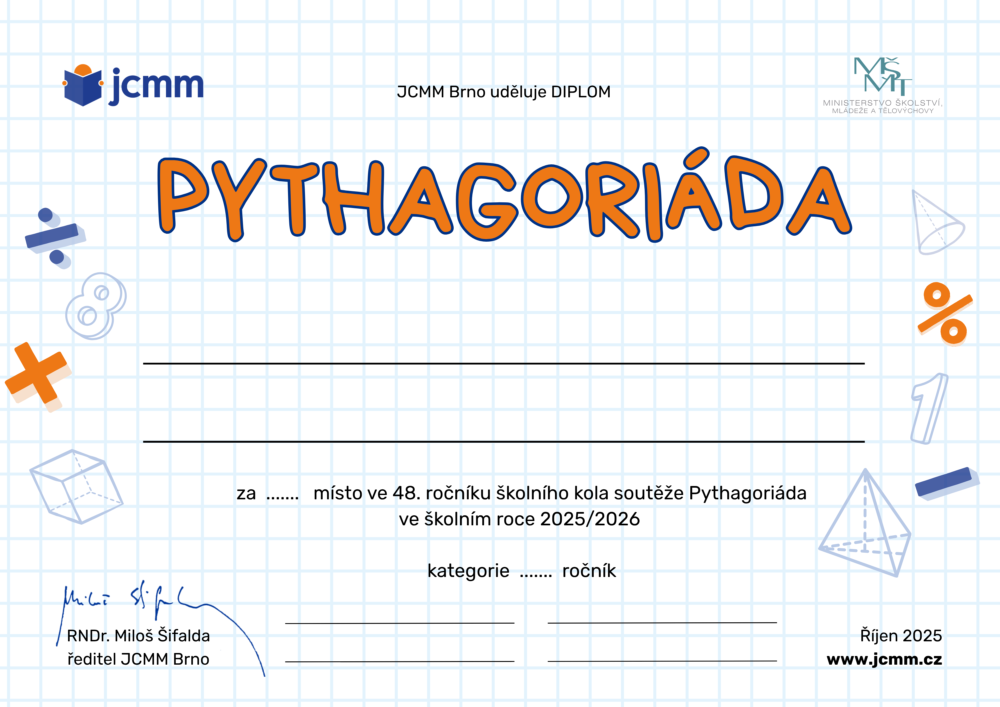 jcmm
JCMM Brno uděluje DIPLOM
MŠMT
MINISTERSTVO ŠKOLSTVÍ,
MLÁDEŽE A TĚLOVÝCHOVY
PYTHAGORIÁDA
÷
8
%
1
za ....... místo ve 48. ročníku školního kola soutěže Pythagoriáda
ve školním roce 2025/2026
kategorie ....... ročník
Miloš Šifalda
RNDr. Miloš Šifalda
ředitel JCMM Brno
Říjen 2025
www.jcmm.cz